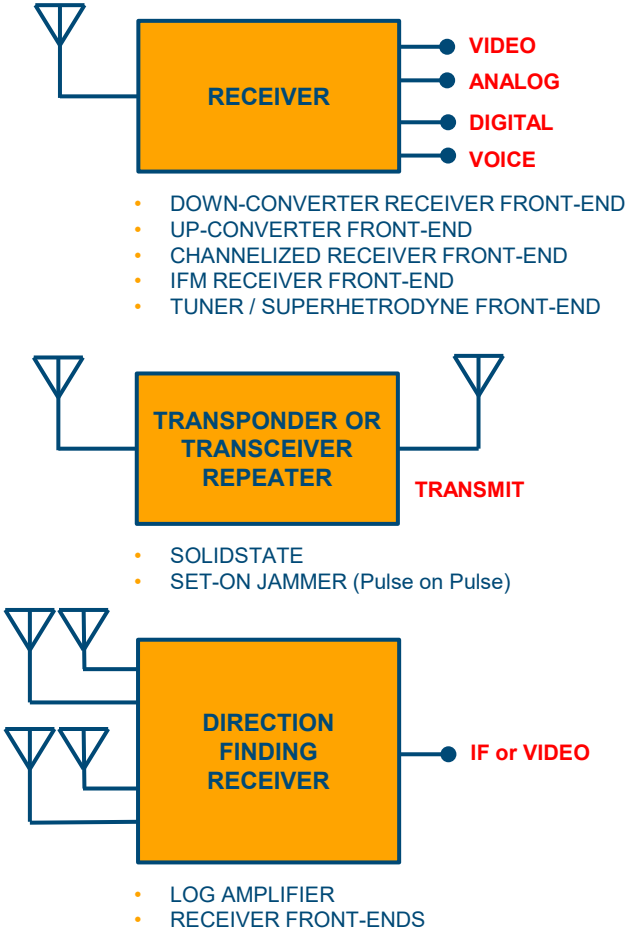 RECEIVER
VIDEO
ANALOG
DIGITAL
VOICE
• DOWN-CONVERTER RECEIVER FRONT-END
• UP-CONVERTER FRONT-END
• CHANNELIZED RECEIVER FRONT-END
• IFM RECEIVER FRONT-END
• TUNER / SUPERHETRODYNE FRONT-END
TRANSPONDER OR
TRANSCEIVER
REPEATER
TRANSMIT
• SOLIDSTATE
• SET-ON JAMMER (Pulse on Pulse)
DIRECTION
FINDING
RECEIVER
IF or VIDEO
• LOG AMPLIFIER
• RECEIVER FRONT-ENDS